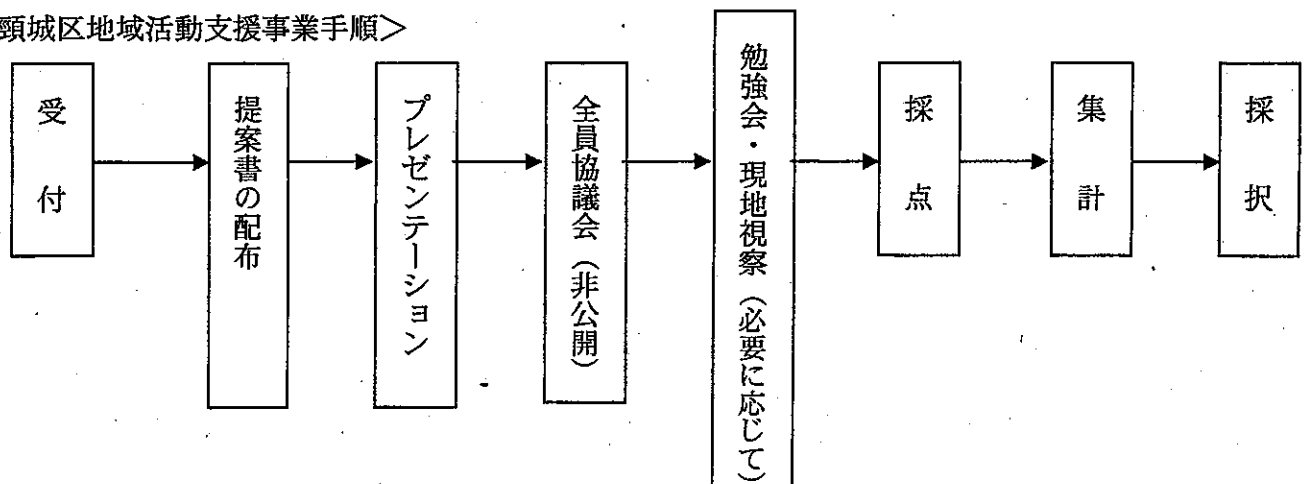 頸城区地域活動支援事業手順＞
受付
提案書の配布
プレゼンテーション
全員協議会（非公開）
勉強会・現地視察（必要に応じて）
採点
集計
採択